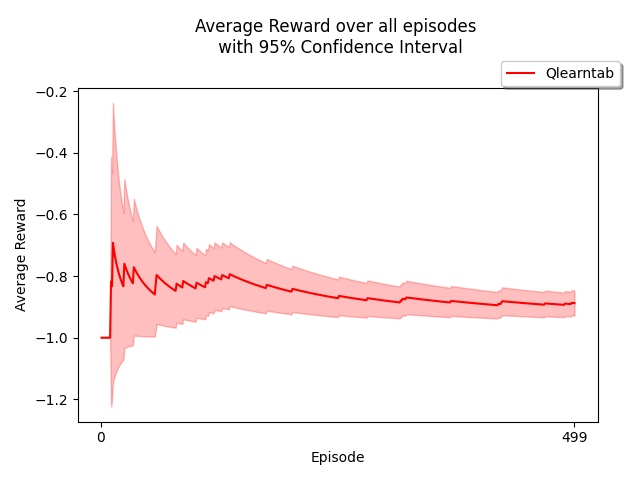 Average Reward over all episodes
with 95% Confidence Interval
Qlearntab
−0.2
−0.4
−0.6
−0.8
−1.0
−1.2
Average Reward
0
499
Episode